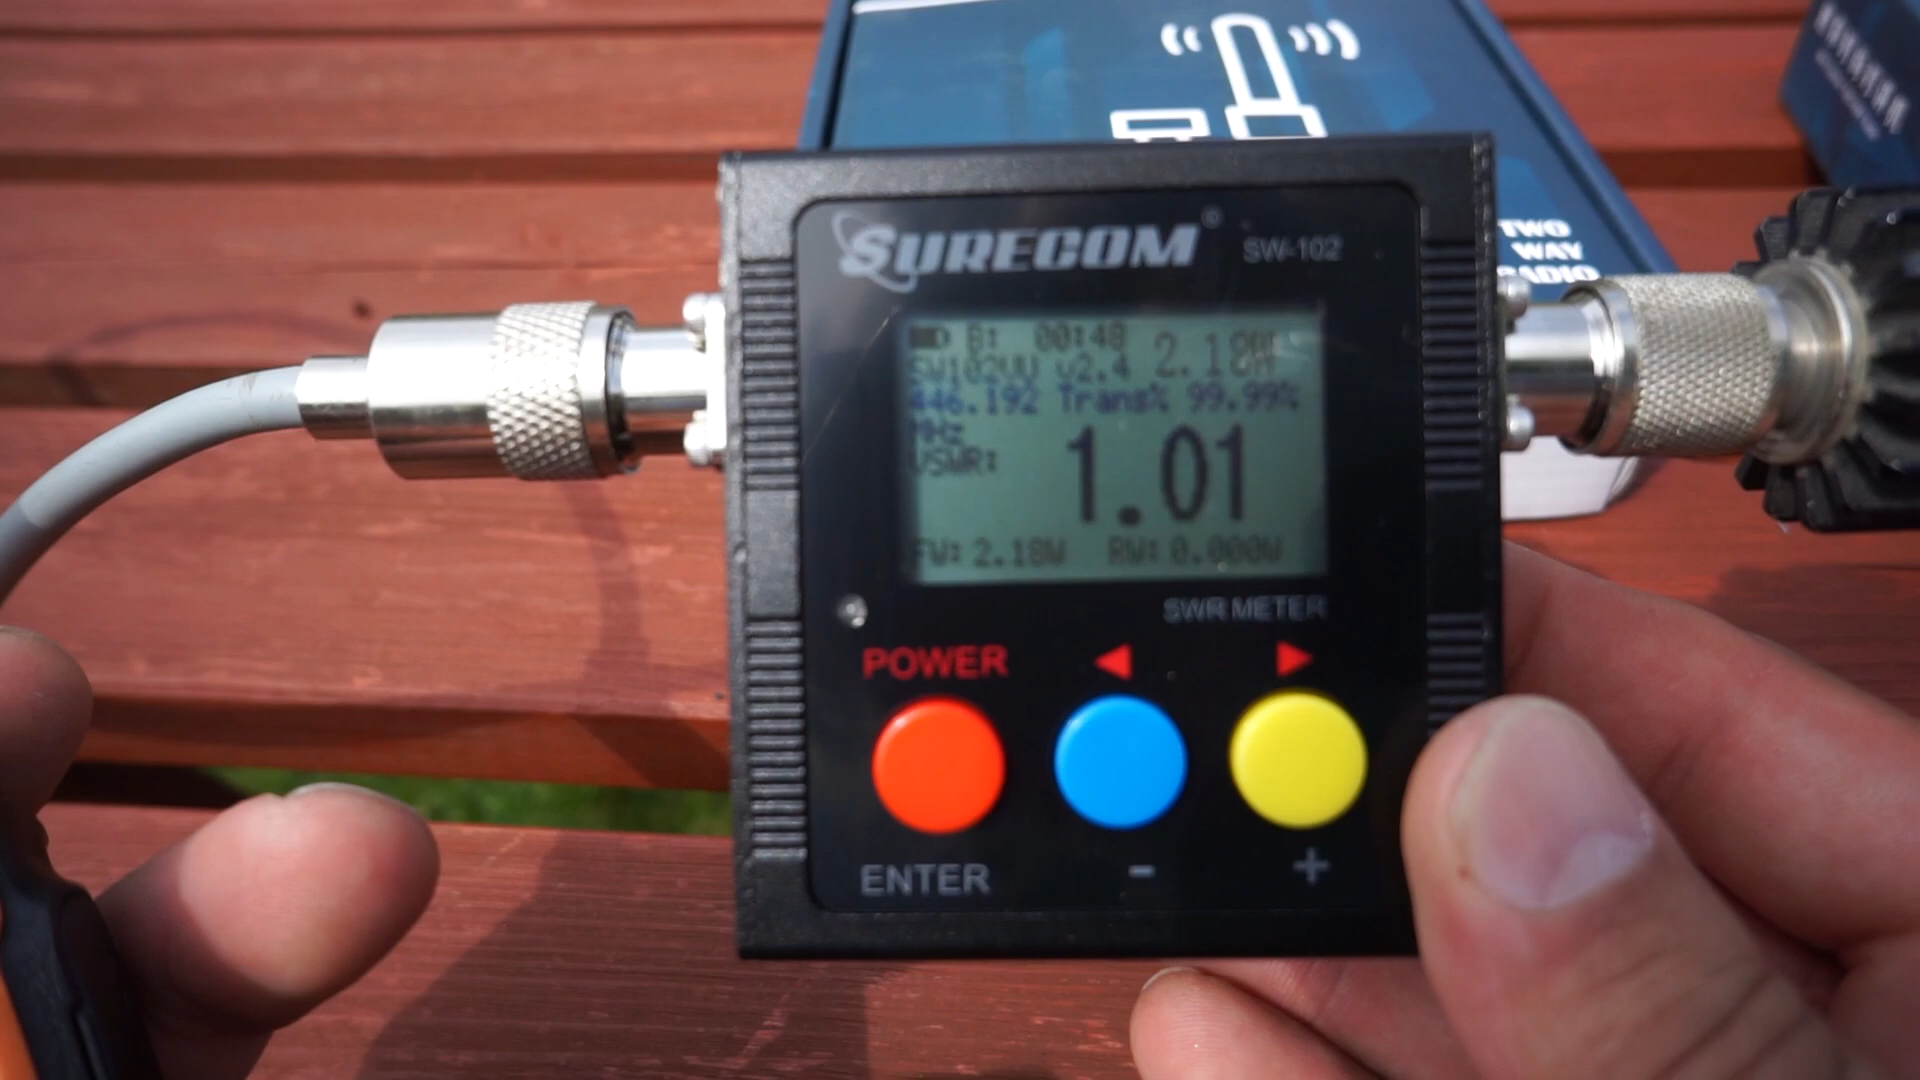 TWO
WAY
RADIO
SURECOM® SW-102
B: 00:48 2.18W
SW102VU v2.4
446.192 Trans% 99.99%
MHz
VSWR:
1.01
FW: 2.18W RW: 0.000W
SWR METER
POWER ◀ ▶
ENTER - +